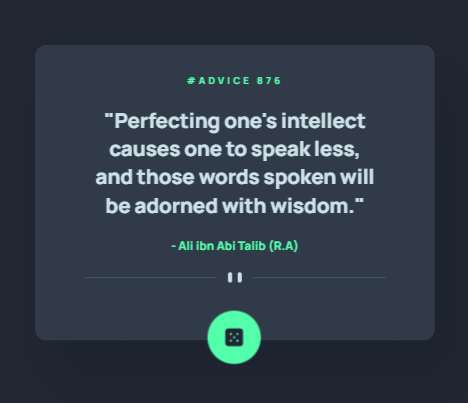 #ADVICE 876
"Perfecting one's intellect
causes one to speak less,
and those words spoken will
be adorned with wisdom."
- Ali ibn Abi Talib (R.A)